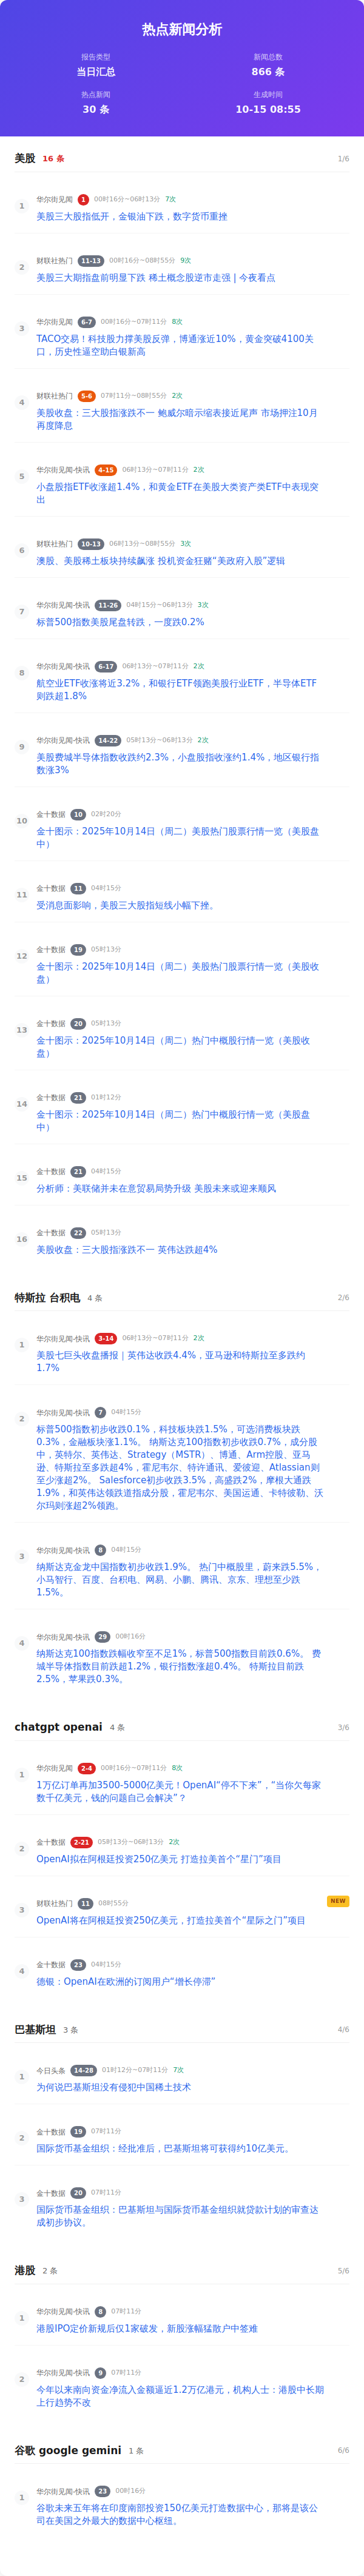 热点新闻分析
报告类型
当日汇总
新闻总数
866 条
热点新闻
30 条
生成时间
10-15 08:55
美股 16 条 1/6
1
华尔街见闻 1 00时16分~06时13分 7次
美股三大股指低开，金银油下跌，数字货币重挫
2
财联社热门 11-13 00时16分~08时55分 9次
美股三大期指盘前明显下跌 稀土概念股逆市走强 | 今夜看点
3
华尔街见闻 6-7 00时16分~07时11分 8次
TACO交易！科技股力撑美股反弹，博通涨近10%，黄金突破4100关
口，历史性逼空助白银新高
4
财联社热门 5-6 07时11分~08时55分 2次
美股收盘：三大股指涨跌不一 鲍威尔暗示缩表接近尾声 市场押注10月
再度降息
5
华尔街见闻-快讯 4-15 06时13分~07时11分 2次
小盘股指ETF收涨超1.4%，和黄金ETF在美股大类资产类ETF中表现突
出
6
财联社热门 10-13 06时13分~08时55分 3次
澳股、美股稀土板块持续飙涨 投机资金狂赌“美政府入股”逻辑
7
华尔街见闻-快讯 11-26 04时15分~06时13分 3次
标普500指数美股尾盘转跌，一度跌0.2%
8
华尔街见闻-快讯 6-17 06时13分~07时11分 2次
航空业ETF收涨将近3.2%，和银行ETF领跑美股行业ETF，半导体ETF
则跌超1.8%
9
华尔街见闻-快讯 14-22 05时13分~06时13分 2次
美股费城半导体指数收跌约2.3%，小盘股指收涨约1.4%，地区银行指
数涨3%
10
金十数据 10 02时20分
金十图示：2025年10月14日（周二）美股热门股票行情一览（美股盘
中）
11
金十数据 11 04时15分
受消息面影响，美股三大股指短线小幅下挫。
12
金十数据 19 05时13分
金十图示：2025年10月14日（周二）美股热门股票行情一览（美股收
盘）
13
金十数据 20 05时13分
金十图示：2025年10月14日（周二）热门中概股行情一览（美股收
盘）
14
金十数据 21 01时12分
金十图示：2025年10月14日（周二）热门中概股行情一览（美股盘
中）
15
金十数据 21 04时15分
分析师：美联储并未在意贸易局势升级 美股未来或迎来顺风
16
金十数据 22 05时13分
美股收盘：三大股指涨跌不一 英伟达跌超4%
特斯拉 台积电 4 条 2/6
1
华尔街见闻-快讯 3-14 06时13分~07时11分 2次
美股七巨头收盘播报｜英伟达收跌4.4%，亚马逊和特斯拉至多跌约
1.7%
2
华尔街见闻-快讯 7 04时15分
标普500指数初步收跌0.1%，科技板块跌1.5%，可选消费板块跌
0.3%，金融板块涨1.1%。 纳斯达克100指数初步收跌0.7%，成分股
中，英特尔、英伟达、Strategy（MSTR）、博通、Arm控股、亚马
逊、特斯拉至多跌超4%，霍尼韦尔、特许通讯、爱彼迎、Atlassian则
至少涨超2%。 Salesforce初步收跌3.5%，高盛跌2%，摩根大通跌
1.9%，和英伟达领跌道指成分股，霍尼韦尔、美国运通、卡特彼勒、沃
尔玛则涨超2%领跑。
3
华尔街见闻-快讯 8 04时15分
纳斯达克金龙中国指数初步收跌1.9%。 热门中概股里，蔚来跌5.5%，
小马智行、百度、台积电、网易、小鹏、腾讯、京东、理想至少跌
1.5%。
4
华尔街见闻-快讯 29 00时16分
纳斯达克100指数跌幅收窄至不足1%，标普500指数目前跌0.6%。 费
城半导体指数目前跌超1.2%，银行指数涨超0.4%。 特斯拉目前跌
2.5%，苹果跌0.3%。
chatgpt openai 4 条 3/6
1
华尔街见闻 2-4 00时16分~07时11分 8次
1万亿订单再加3500-5000亿美元！OpenAI“停不下来”，“当你欠每家
数千亿美元，钱的问题自己会解决”？
2
金十数据 2-21 05时13分~06时13分 2次
OpenAI拟在阿根廷投资250亿美元 打造拉美首个“星门”项目
3
财联社热门 11 08时55分 NEW
OpenAI将在阿根廷投资250亿美元，打造拉美首个“星际之门”项目
4
金十数据 23 04时15分
德银：OpenAI在欧洲的订阅用户“增长停滞”
巴基斯坦 3 条 4/6
1
今日头条 14-28 01时12分~07时11分 7次
为何说巴基斯坦没有侵犯中国稀土技术
2
金十数据 19 07时11分
国际货币基金组织：经批准后，巴基斯坦将可获得约10亿美元。
3
金十数据 20 07时11分
国际货币基金组织：巴基斯坦与国际货币基金组织就贷款计划的审查达
成初步协议。
港股 2 条 5/6
1
华尔街见闻-快讯 8 07时11分
港股IPO定价新规后仅1家破发，新股涨幅猛散户中签难
2
华尔街见闻-快讯 9 07时11分
今年以来南向资金净流入金额逼近1.2万亿港元，机构人士：港股中长期
上行趋势不改
谷歌 google gemini 1 条 6/6
1
华尔街见闻-快讯 23 00时16分
谷歌未来五年将在印度南部投资150亿美元打造数据中心，那将是该公
司在美国之外最大的数据中心枢纽。